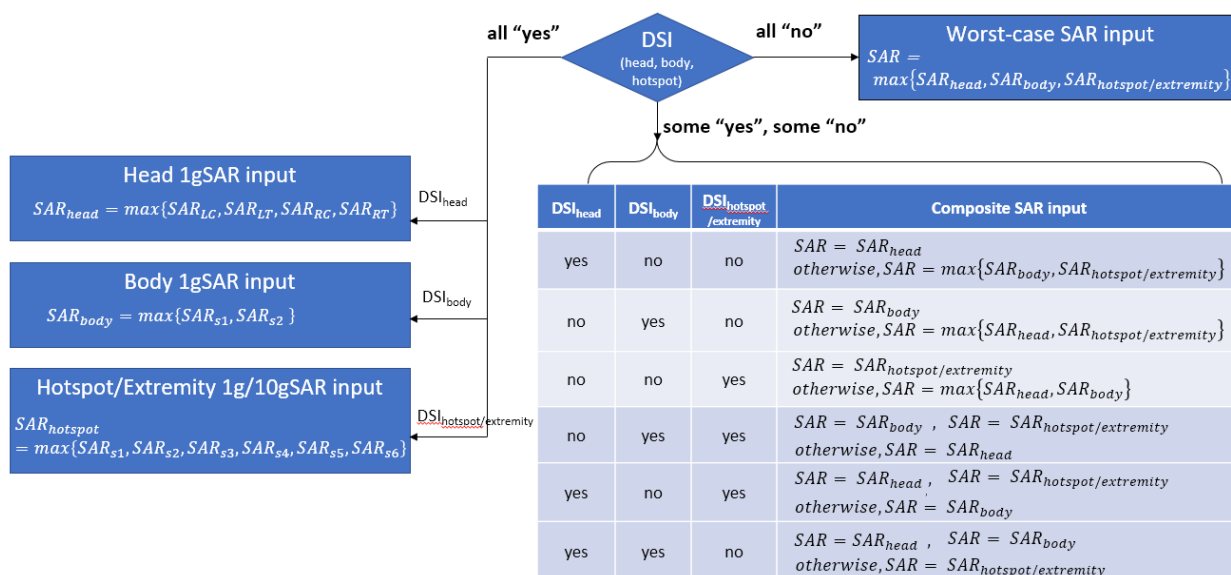 all “yes”
DSI
(head, body,
hotspot)
all “no”
Worst-case SAR input
SAR =
max{SAR_head, SAR_body, SAR_hotspot/extremity}
some “yes”, some “no”
Head 1gSAR input
SAR_head = max{SAR_LC, SAR_LT, SAR_RC, SAR_RT}
DSI_head
Body 1gSAR input
SAR_body = max{SAR_s1, SAR_s2 }
DSI_body
Hotspot/Extremity 1g/10gSAR input
SAR_hotspot
= max{SAR_s1, SAR_s2, SAR_s3, SAR_s4, SAR_s5, SAR_s6}
DSI_hotspot/extremity
DSI_head DSI_body DSI_hotspot/extremity Composite SAR input
yes no no SAR = SAR_head
otherwise, SAR = max{SAR_body, SAR_hotspot/extremity}
no yes no SAR = SAR_body
otherwise, SAR = max{SAR_head, SAR_hotspot/extremity}
no no yes SAR = SAR_hotspot/extremity
otherwise, SAR = max{SAR_head, SAR_body}
no yes yes SAR = SAR_body , SAR = SAR_hotspot/extremity
otherwise, SAR = SAR_head
yes no yes SAR = SAR_head , SAR = SAR_hotspot/extremity
otherwise, SAR = SAR_body
yes yes no SAR = SAR_head , SAR = SAR_body
otherwise, SAR = SAR_hotspot/extremity